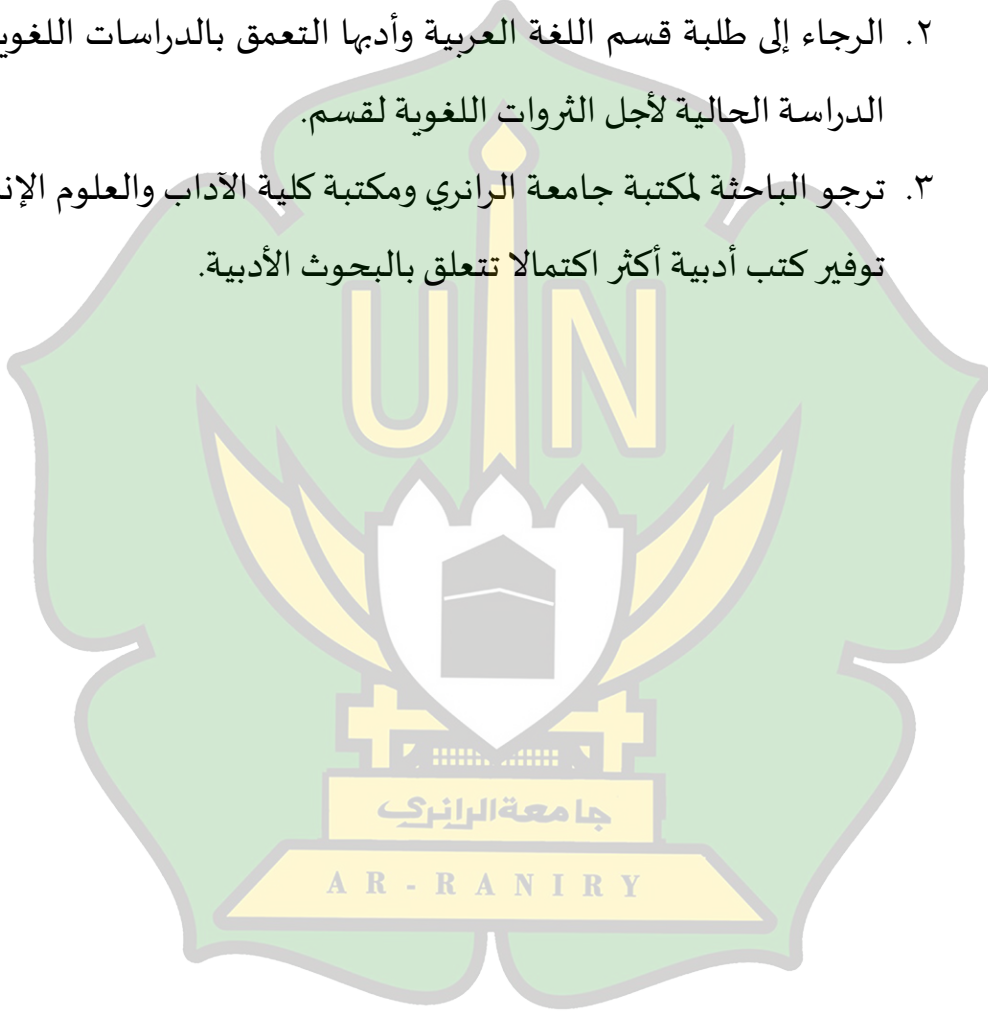 ٢. الرجاء إلى طلبة قسم اللغة العربية وأدبها التعمق بالدراسات
الدراسة الحالية لأجل الثروات اللغوية لقسم.
٣. ترجو الباحثة لمكتبة جامعة الرانري ومكتبة كلية الآداب والعلوم
توفير كتب أدبية أكثر اكتمالا تتعلق بالبحوث الأدبية.
UIN
جامعة الرانري
AR-RANIRY